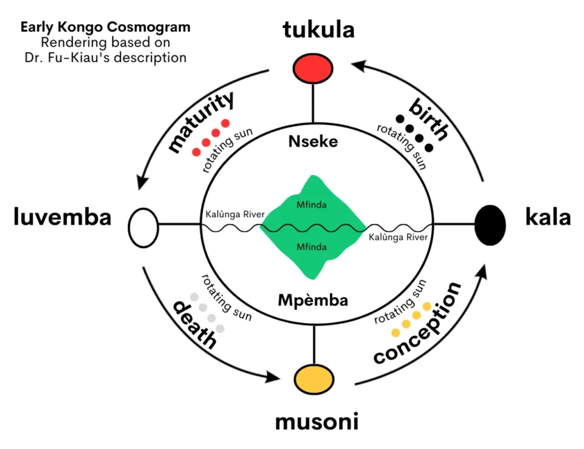 Early Kongo Cosmogram
Rendering based on
Dr. Fu-Kiau's description
tukula
maturity
rotating sun
birth
rotating sun
Nseke
luvemba
Kalûnga River
Mfinda
Mfinda
Kalûnga River
kala
Mpèmba
rotating sun
death
rotating sun
conception
musoni